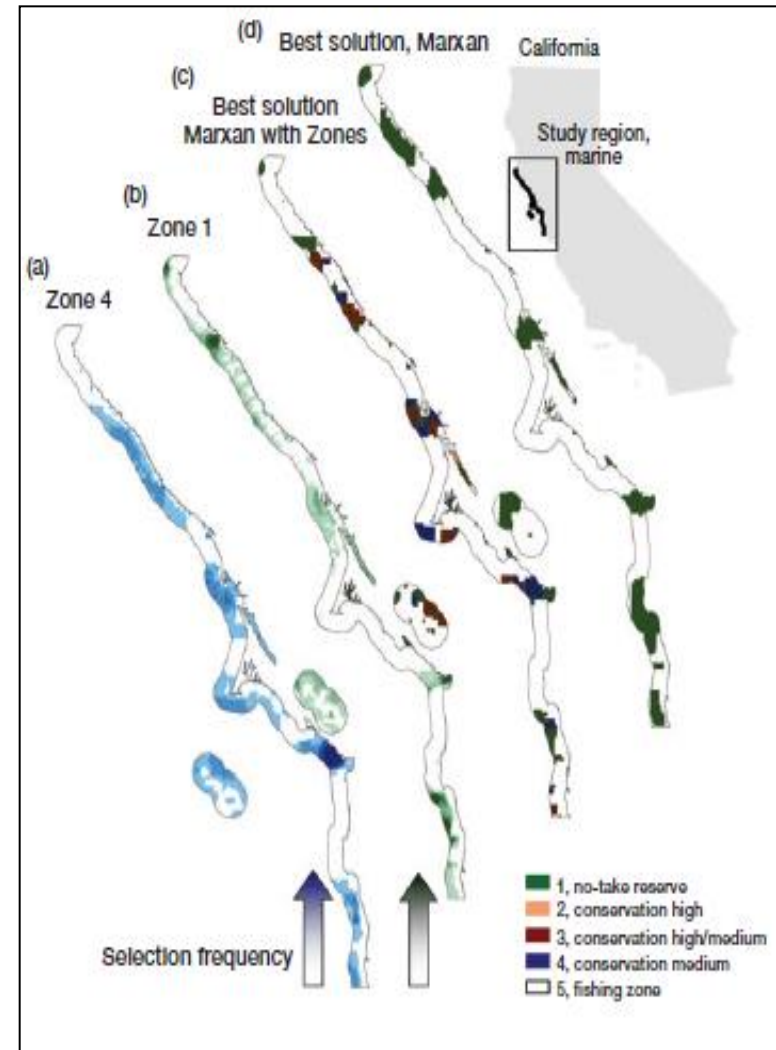 (d)
Best solution, Marxan
California
(c)
Best solution
Marxan with Zones
Study region,
marine
(b)
Zone 1
(a)
Zone 4
Selection frequency
1, no-take reserve
2, conservation high
3, conservation high/medium
4, conservation medium
5, fishing zone